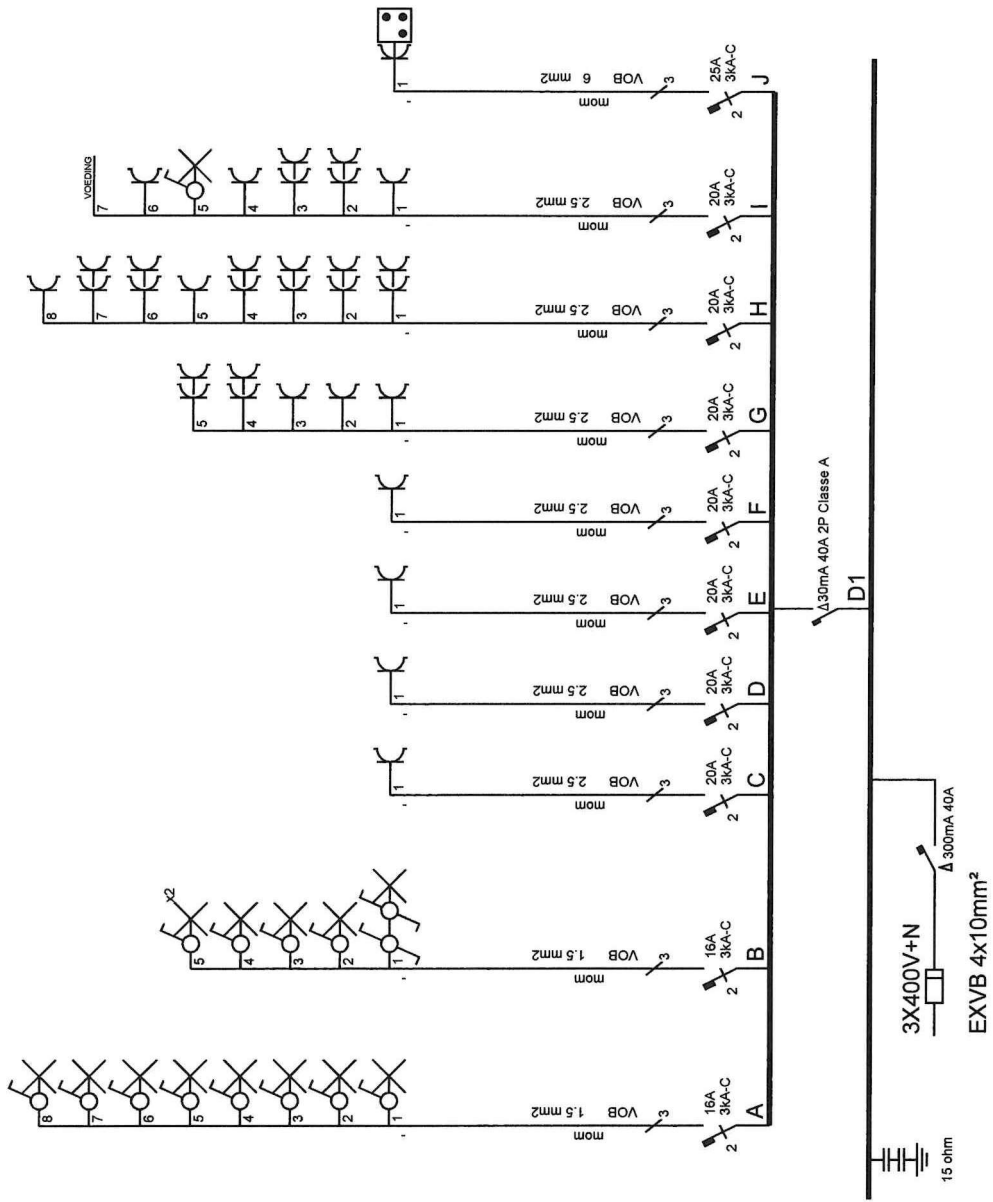 8
7
6
5
4
3
2
1
-
mom
VOB 1.5 mm2
3
16A
3kA-C
2
A
x2
5
4
3
2
1
-
mom
VOB 1.5 mm2
3
16A
3kA-C
2
B
1
-
mom
VOB 2.5 mm2
3
20A
3kA-C
2
C
1
-
mom
VOB 2.5 mm2
3
20A
3kA-C
2
D
1
-
mom
VOB 2.5 mm2
3
20A
3kA-C
2
E
1
-
mom
VOB 2.5 mm2
3
20A
3kA-C
2
F
5
4
3
2
1
-
mom
VOB 2.5 mm2
3
20A
3kA-C
2
G
8
7
6
5
4
3
2
1
-
mom
VOB 2.5 mm2
3
20A
3kA-C
2
H
VOEDING
7
6
5
4
3
2
1
-
mom
VOB 2.5 mm2
3
20A
3kA-C
2
I
1
-
mom
VOB 6 mm2
3
25A
3kA-C
2
J
Δ30mA 40A 2P Classe A
D1
3X400V+N
Δ 300mA 40A
EXVB 4x10mm²
15 ohm